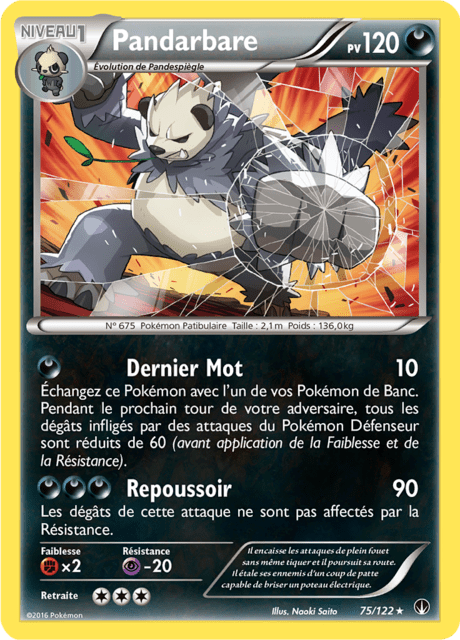 NIVEAU 1
Pandarbare
PV 120
Évolution de Pandespiègle
N° 675 Pokémon Patibulaire Taille : 2,1m Poids : 136,0kg
Dernier Mot 10
Échangez ce Pokémon avec l'un de vos Pokémon de Banc.
Pendant le prochain tour de votre adversaire, tous les
dégâts infligés par des attaques du Pokémon Défenseur
sont réduits de 60 (avant application de la Faiblesse et de
la Résistance).
Repoussoir 90
Les dégâts de cette attaque ne sont pas affectés par la
Résistance.
Faiblesse Résistance
×2 -20
Retraite
Il encaisse les attaques de plein fouet
sans même tiquer et il poursuit sa route.
Il étale ses ennemis d'un coup de patte
capable de briser un poteau électrique.
©2016 Pokémon
Illus. Naoki Saito
75/122 ★